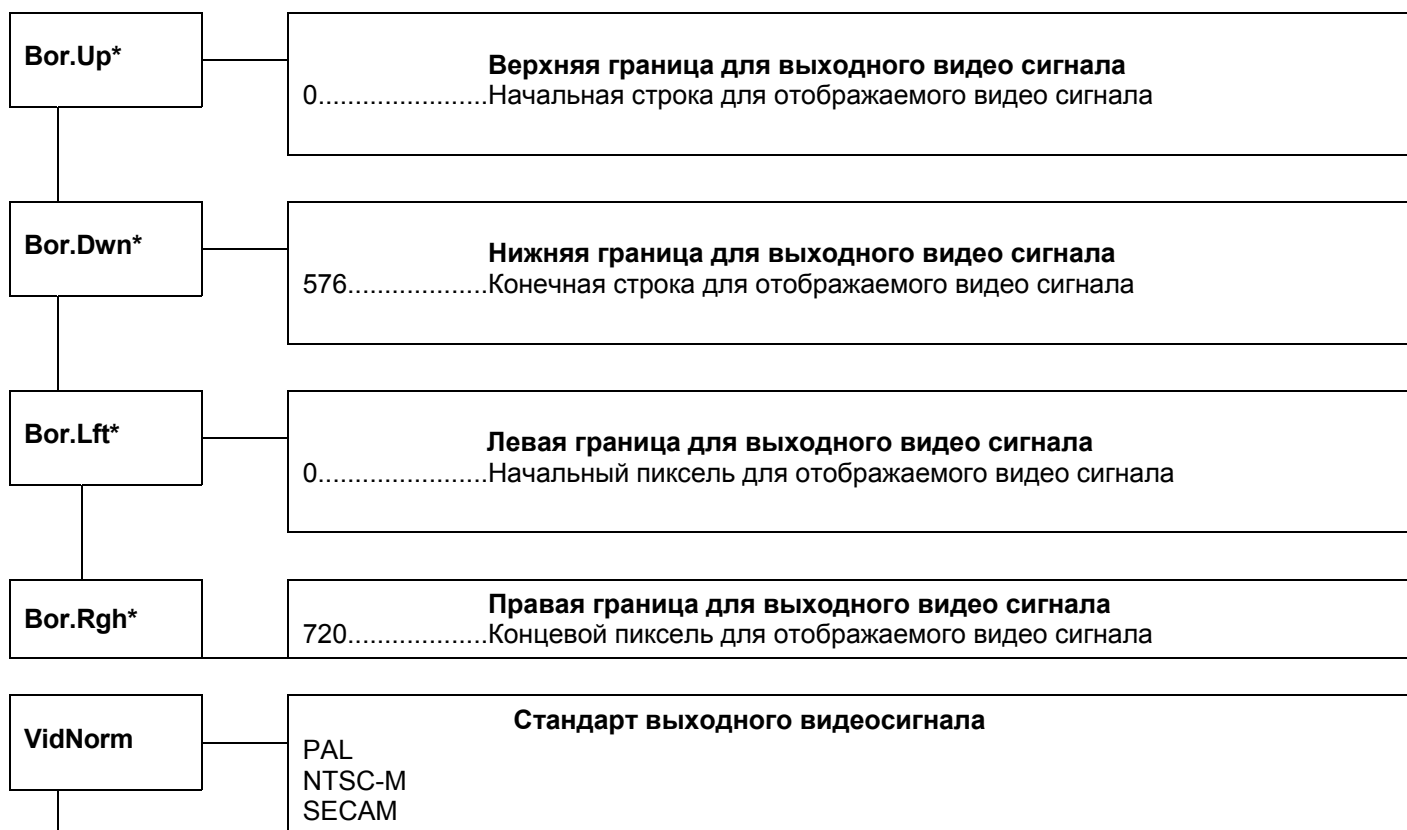 Bor.Up*
Верхняя граница для выходного видео сигнала
0.......................Начальная строка для отображаемого видео сигнала
Bor.Dwn*
Нижняя граница для выходного видео сигнала
576...................Конечная строка для отображаемого видео сигнала
Bor.Lft*
Левая граница для выходного видео сигнала
0.......................Начальный пиксель для отображаемого видео сигнала
Bor.Rgh*
Правая граница для выходного видео сигнала
720...................Концевой пиксель для отображаемого видео сигнала
VidNorm
Стандарт выходного видеосигнала
PAL
NTSC-M
SECAM